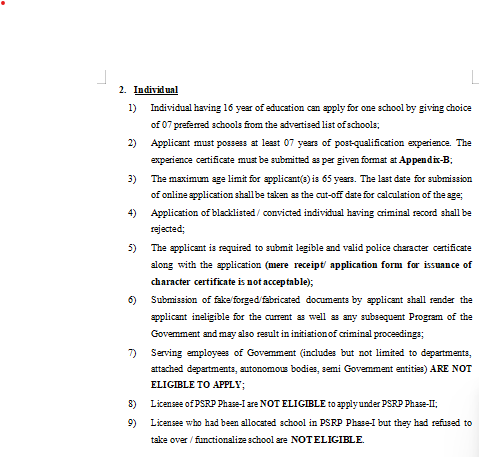 2. Individual
1) Individual having 16 year of education can apply for one school by giving choice
of 07 preferred schools from the advertised list of schools;
2) Applicant must possess at least 07 years of post-qualification experience. The
experience certificate must be submitted as per given format at Appendix-B;
3) The maximum age limit for applicant(s) is 65 years. The last date for submission
of online application shall be taken as the cut-off date for calculation of the age;
4) Application of blacklisted / convicted individual having criminal record shall be
rejected;
5) The applicant is required to submit legible and valid police character certificate
along with the application (mere receipt/ application form for issuance of
character certificate is not acceptable);
6) Submission of fake/forged/fabricated documents by applicant shall render the
applicant ineligible for the current as well as any subsequent Program of the
Government and may also result in initiation of criminal proceedings;
7) Serving employees of Government (includes but not limited to departments,
attached departments, autonomous bodies, semi Government entities) ARE NOT
ELIGIBLE TO APPLY;
8) Licensee of PSRP Phase-I are NOT ELIGIBLE to apply under PSRP Phase-II;
9) Licensee who had been allocated school in PSRP Phase-I but they had refused to
take over / functionalize school are NOT ELIGIBLE.